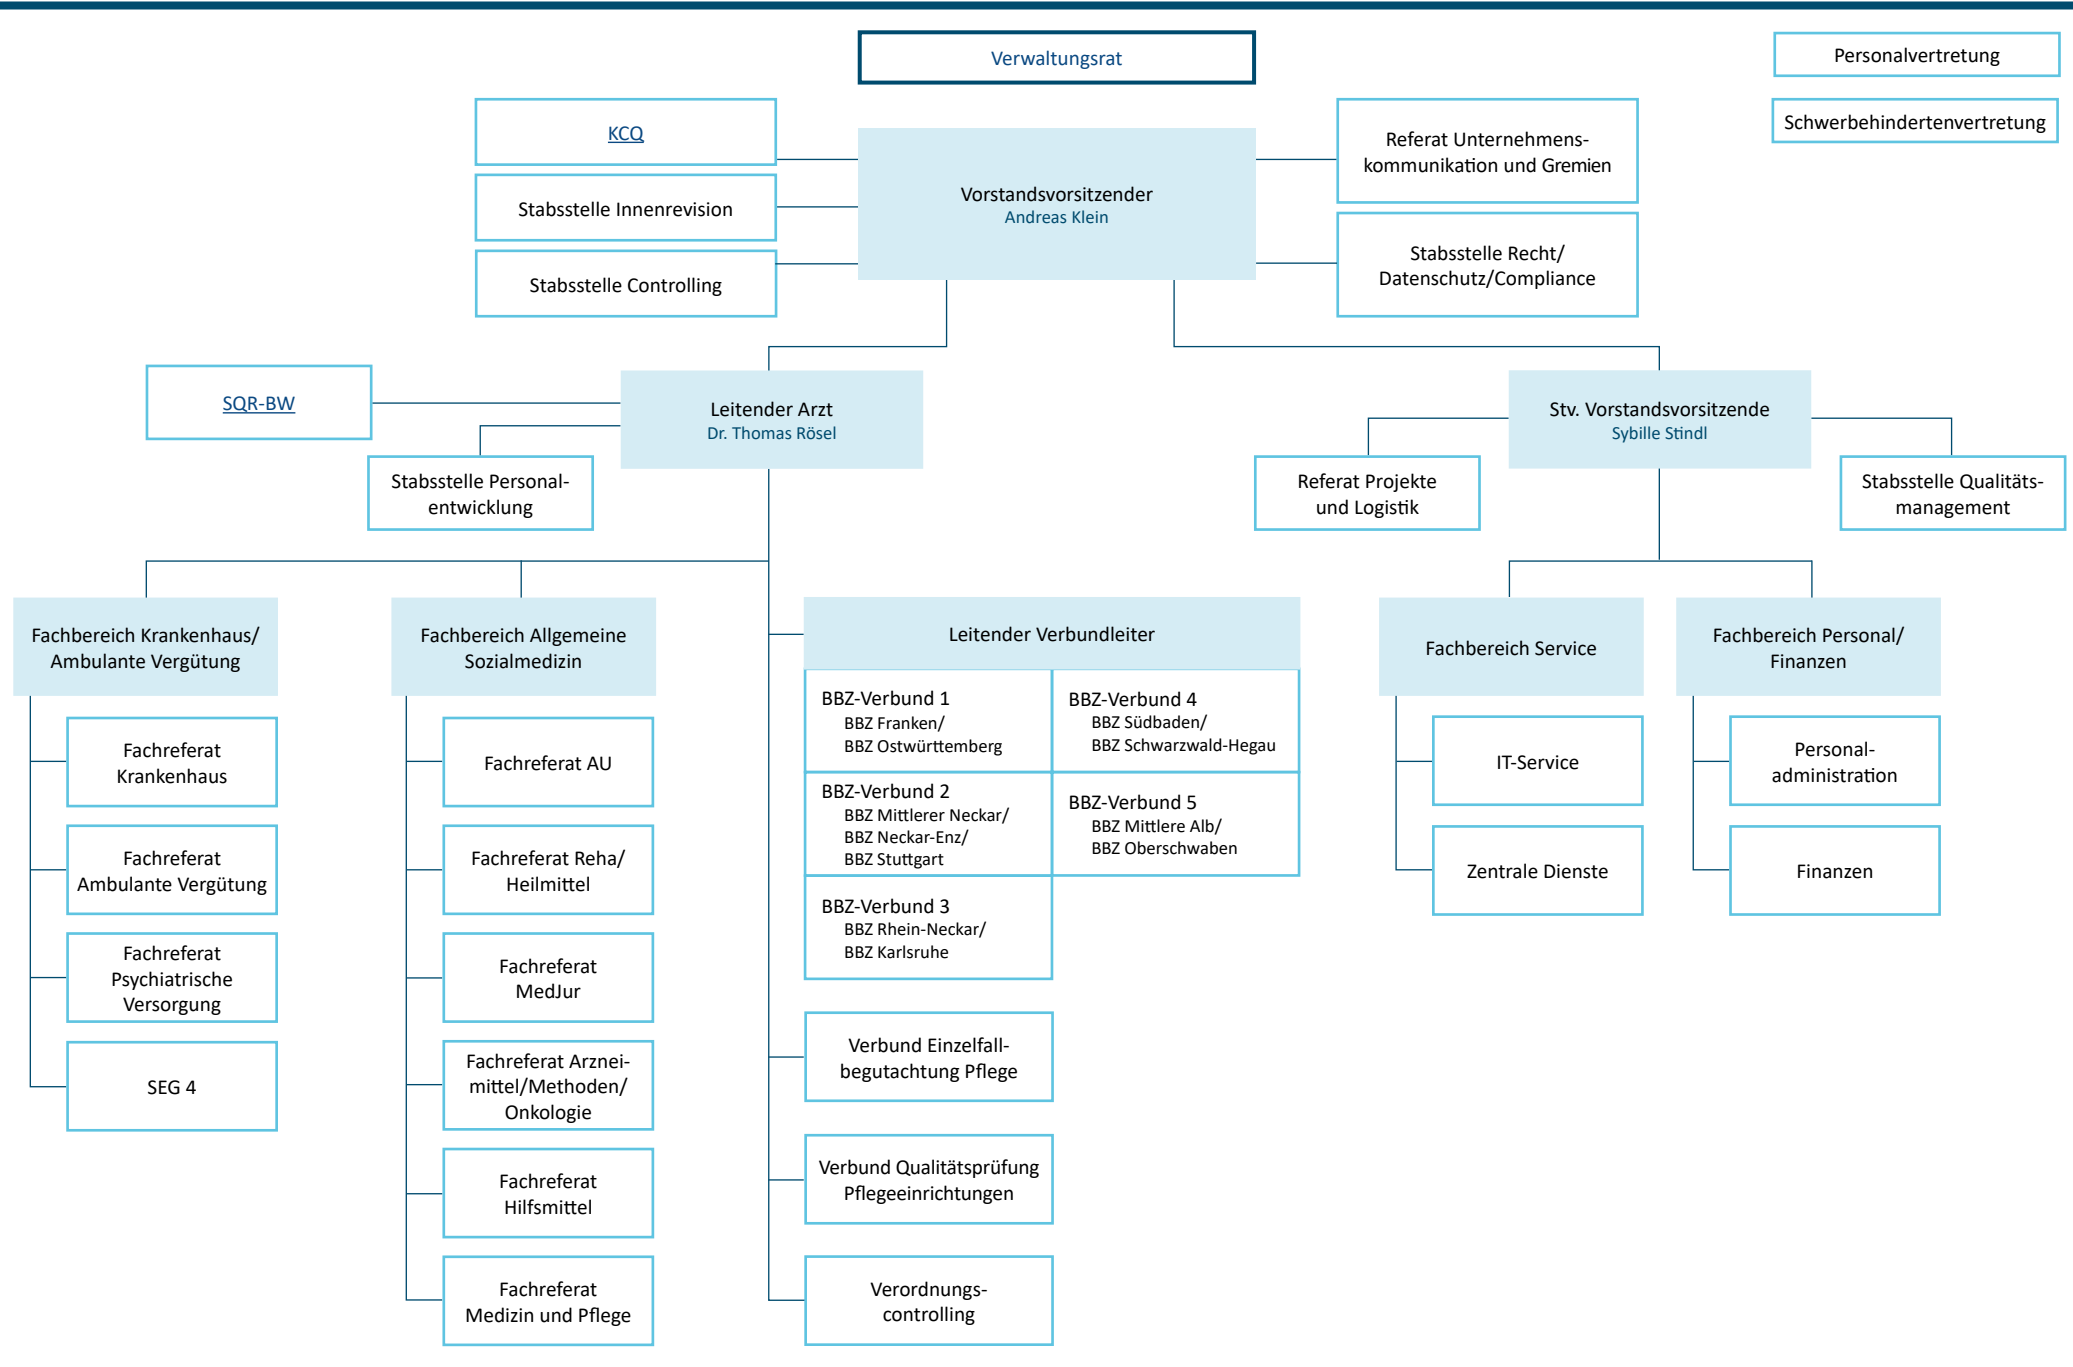 Verwaltungsrat
Personalvertretung
Schwerbehindertenvertretung
KCQ
Stabsstelle Innenrevision
Stabsstelle Controlling
Vorstandsvorsitzender
Andreas Klein
Referat Unternehmens-
kommunikation und Gremien
Stabsstelle Recht/
Datenschutz/Compliance
SQR-BW
Leitender Arzt
Dr. Thomas Rösel
Stabsstelle Personal-
entwicklung
Stv. Vorstandsvorsitzende
Sybille Stindl
Referat Projekte
und Logistik
Stabsstelle Qualitäts-
management
Fachbereich Krankenhaus/
Ambulante Vergütung
Fachreferat
Krankenhaus
Fachreferat
Ambulante Vergütung
Fachreferat
Psychiatrische
Versorgung
SEG 4
Fachbereich Allgemeine
Sozialmedizin
Fachreferat AU
Fachreferat Reha/
Heilmittel
Fachreferat
MedJur
Fachreferat Arznei-
mittel/Methoden/
Onkologie
Fachreferat
Hilfsmittel
Fachreferat
Medizin und Pflege
Leitender Verbundleiter
BBZ-Verbund 1
BBZ Franken/
BBZ Ostwürttemberg
BBZ-Verbund 2
BBZ Mittlerer Neckar/
BBZ Neckar-Enz/
BBZ Stuttgart
BBZ-Verbund 3
BBZ Rhein-Neckar/
BBZ Karlsruhe
BBZ-Verbund 4
BBZ Südbaden/
BBZ Schwarzwald-Hegau
BBZ-Verbund 5
BBZ Mittlere Alb/
BBZ Oberschwaben
Verbund Einzelfall-
begutachtung Pflege
Verbund Qualitätsprüfung
Pflegeeinrichtungen
Verordnungs-
controlling
Fachbereich Service
IT-Service
Zentrale Dienste
Fachbereich Personal/
Finanzen
Personal-
administration
Finanzen